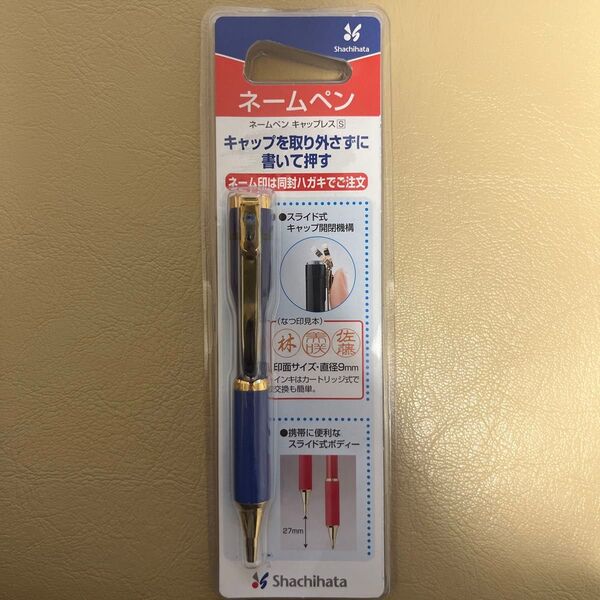 Shachihata
ネームペン
ネームペン キャップレス S
キャップを取り外さずに
書いて押す
ネーム印は同封ハガキでご注文
●スライド式
キャップ開閉機構
(なつ印見本)
林 佐藤
印面サイズ・直径9mm
インキはカートリッジ式で
交換も簡単。
●携帯に便利な
スライド式ボディー
27mm
Shachihata